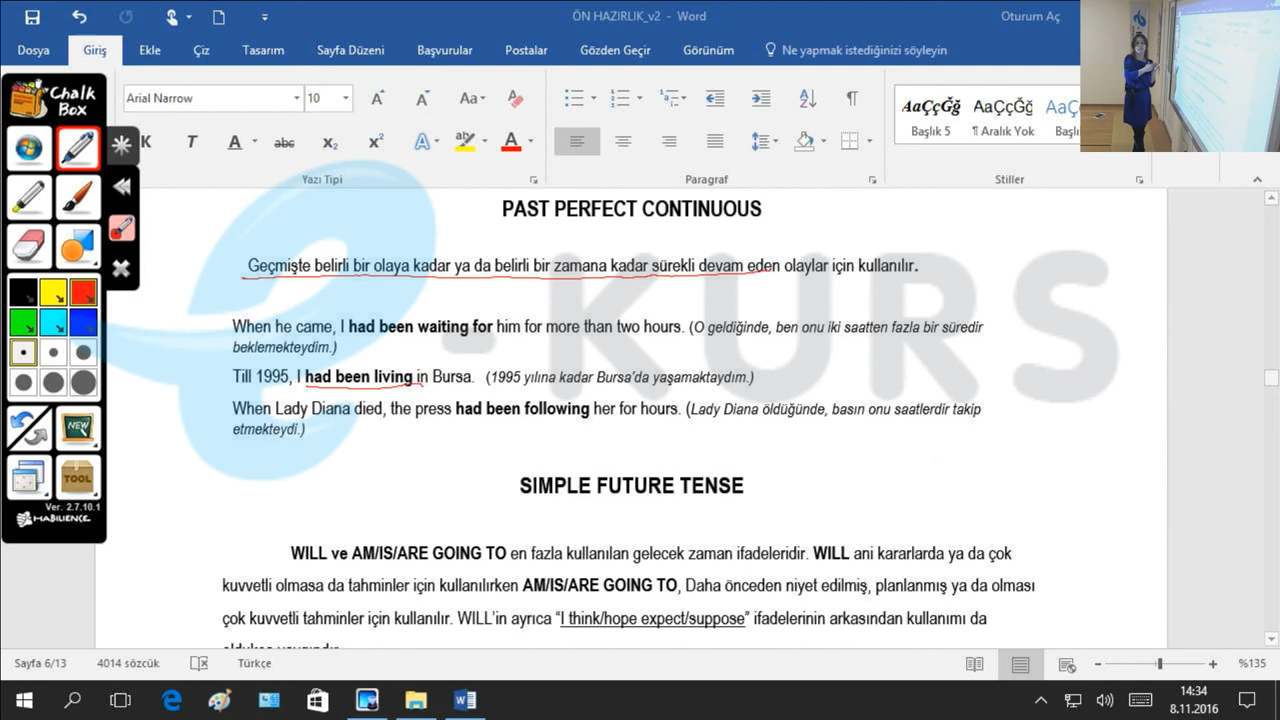 ÖN HAZIRLIK_v2 - Word
Oturum Aç
Dosya Giriş Ekle Çiz Tasarım Sayfa Düzeni Başvurular Postalar Gözden Geçir Görünüm Ne yapmak istediğinizi söyleyin
Chalk
Box
Arial Narrow 10 Aa
AaÇçĞğ AaÇçĞğ AaÇç
K T A abc x₂ x² A aby A
Başlık 5 ¶ Aralık Yok Başlı
Yazı Tipi Paragraf Stiller
PAST PERFECT CONTINUOUS
Geçmişte belirli bir olaya kadar ya da belirli bir zamana kadar sürekli devam eden olaylar için kullanılır.
e-KURS
When he came, I had been waiting for him for more than two hours. (O geldiğinde, ben onu iki saatten fazla bir süredir
beklemekteydim.)
Till 1995, I had been living in Bursa. (1995 yılına kadar Bursa'da yaşamaktaydım.)
When Lady Diana died, the press had been following her for hours. (Lady Diana öldüğünde, basın onu saatlerdir takip
etmekteydi.)
NEW
TOOL
Ver. 2.7.10.1
HABILIENCE
SIMPLE FUTURE TENSE
WILL ve AM/IS/ARE GOING TO en fazla kullanılan gelecek zaman ifadeleridir. WILL ani kararlarda ya da çok
kuvvetli olmasa da tahminler için kullanılırken AM/IS/ARE GOING TO, Daha önceden niyet edilmiş, planlanmış ya da olması
çok kuvvetli tahminler için kullanılır. WILL'in ayrıca “I think/hope expect/suppose” ifadelerinin arkasından kullanımı da
Sayfa 6/13 4014 sözcük Türkçe %135
14:34
8.11.2016